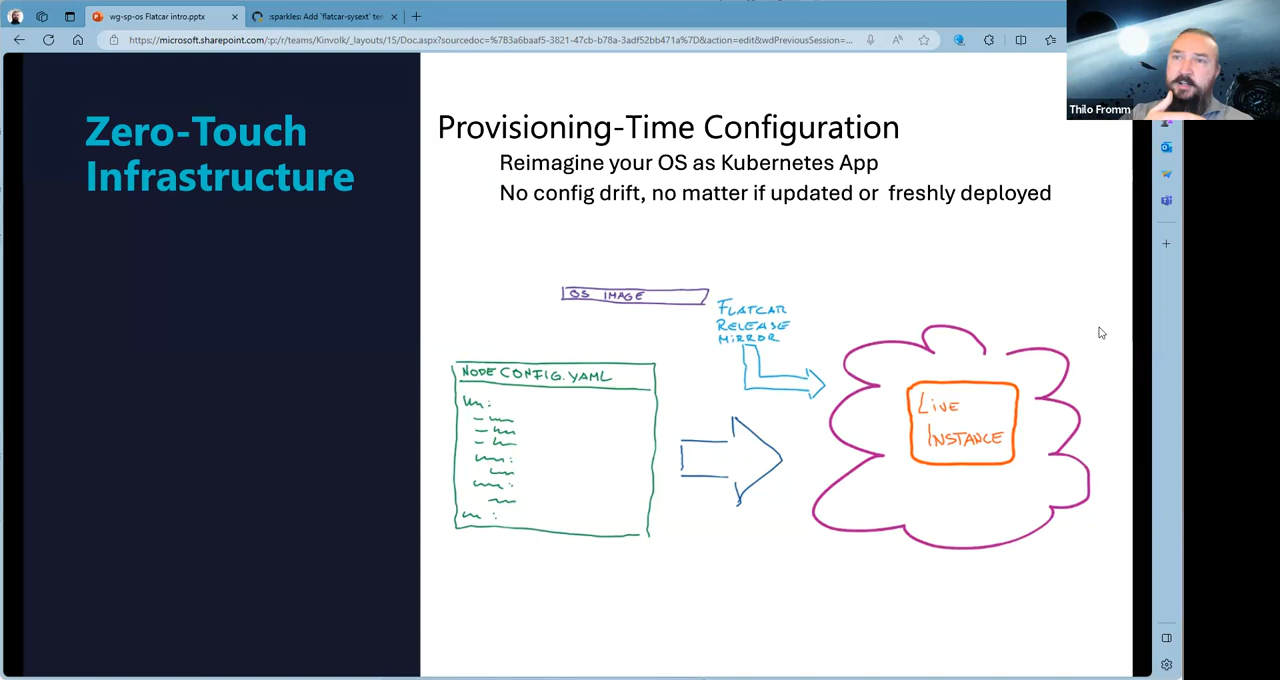 wg-sp-os Flatcar intro.pptx
:sparkles: Add `flatcar-sysext` te
https://microsoft.sharepoint.com/:p:/r/teams/Kinvolk/_layouts/15/Doc.aspx?sourcedoc=%7B3a6baaf5-3821-47cb-b78a-3adf52bb471a%7D&action=edit&wdPreviousSession=...
Thilo Fromm
Zero-Touch
Infrastructure
Provisioning-Time Configuration
Reimagine your OS as Kubernetes App
No config drift, no matter if updated or freshly deployed
OS IMAGE
FLATCAR
RELEASE
MIRROR
NODE CONFIG.YAML
LIVE
INSTANCE